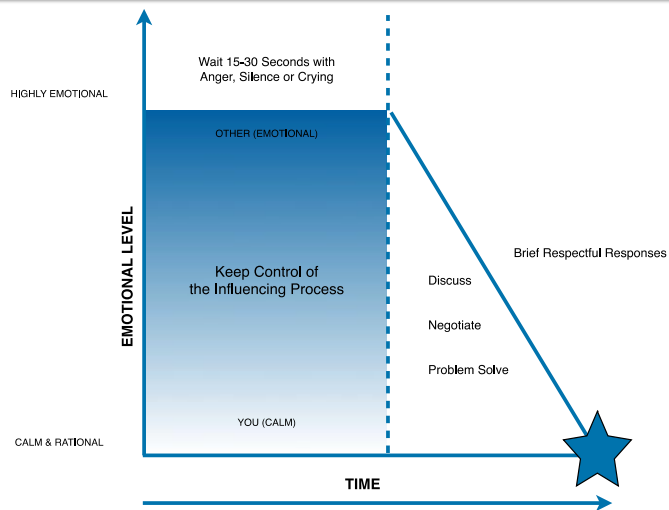 Wait 15-30 Seconds with
Anger, Silence or Crying
HIGHLY EMOTIONAL
OTHER (EMOTIONAL)
EMOTIONAL LEVEL
Keep Control of
the Influencing Process
Brief Respectful Responses
Discuss
Negotiate
Problem Solve
YOU (CALM)
CALM & RATIONAL
TIME